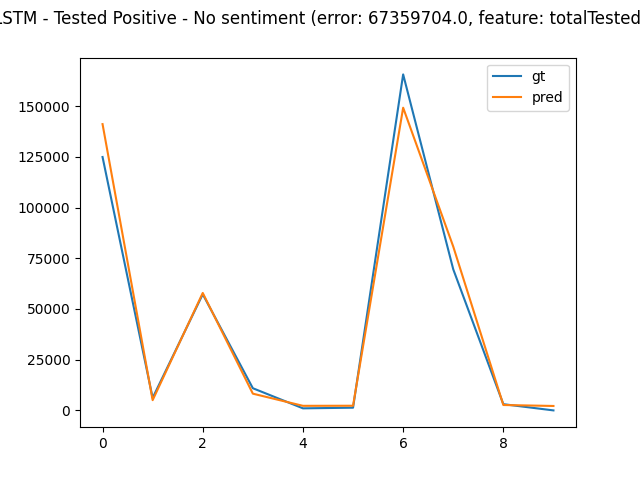 LSTM - Tested Positive - No sentiment (error: 67359704.0, feature: totalTested
gt
pred
150000
125000
100000
75000
50000
25000
0
0 2 4 6 8